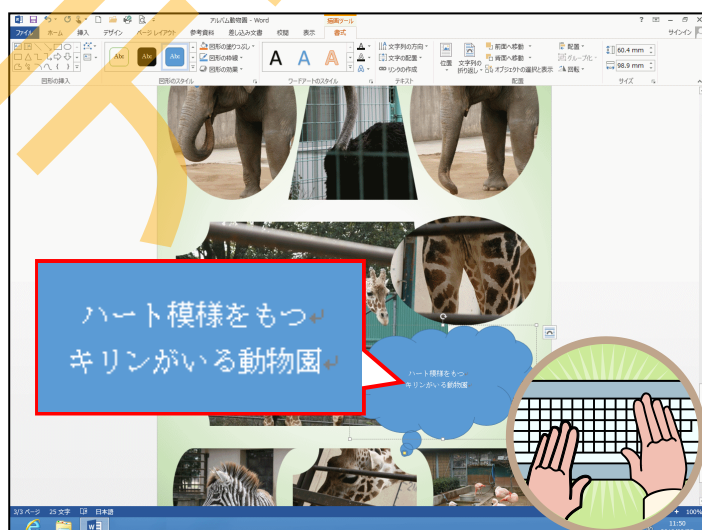 アルバム動物園 - Word
描画ツール
ファイル ホーム 挿入 デザイン ページ レイアウト 参考資料 差し込み文書 校閲 表示 書式 サインイン
Abc Abc Abc
図形の塗りつぶし
図形の枠線
図形の効果
A A A
文字列の方向
文字列の配置
リンクの作成
位置 文字列の折り返し
前面へ移動
背面へ移動
オブジェクトの選択と表示
配置
グループ化
回転
60.4 mm
98.9 mm
図形の挿入 図形のスタイル ワードアートのスタイル テキスト 配置 サイズ
ハート模様をもつ
キリンがいる動物園
ハート模様をもつ
キリンがいる動物園
3/3 ページ 25 文字 日本語 100%
11:50